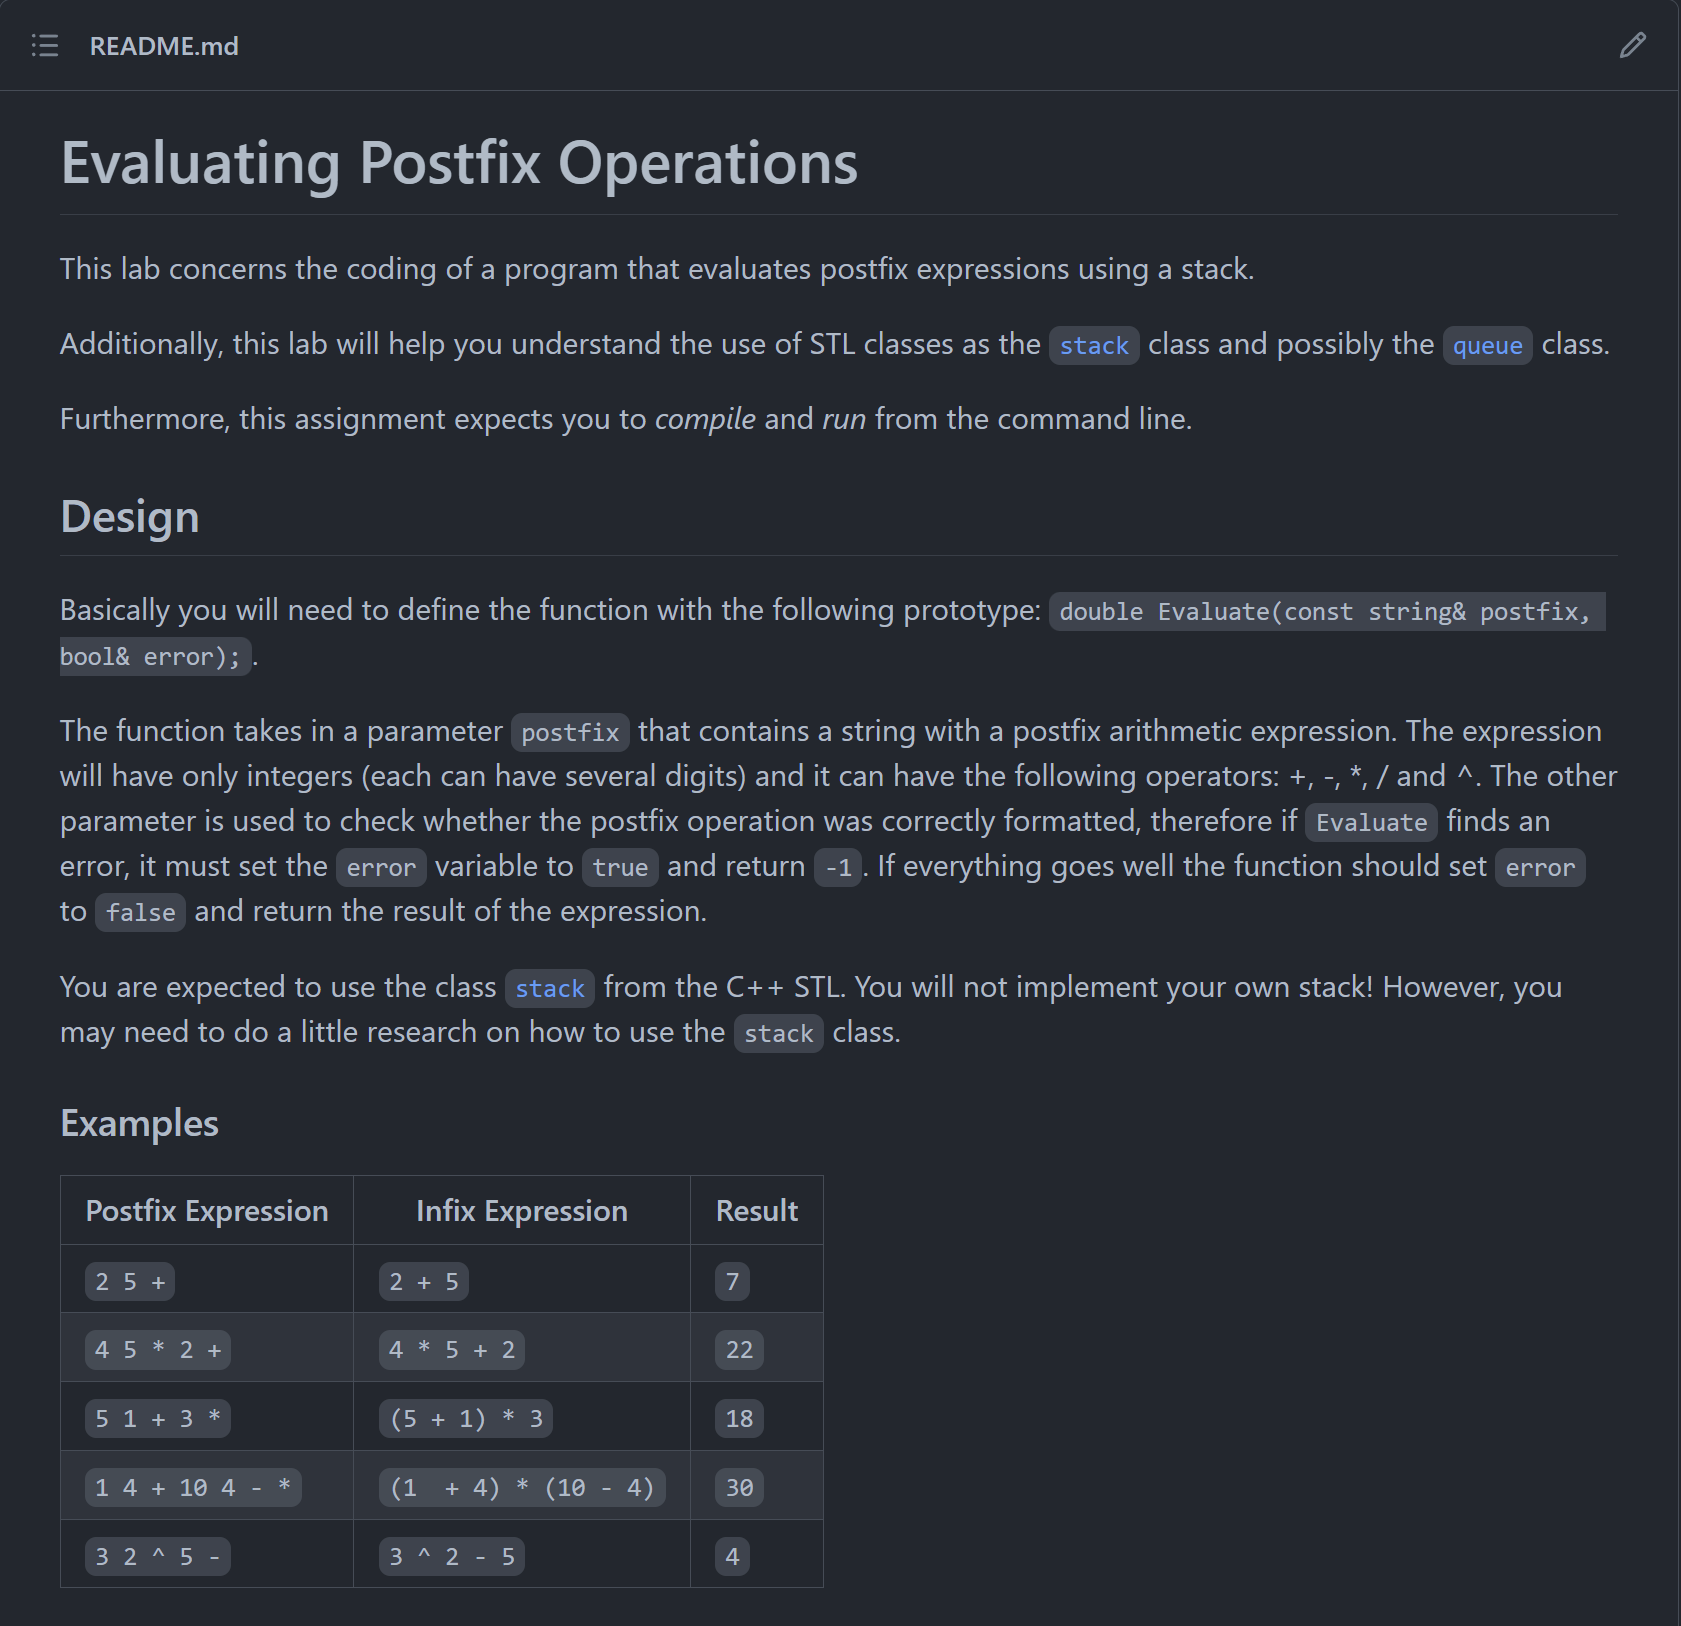 README.md
Evaluating Postfix Operations
This lab concerns the coding of a program that evaluates postfix expressions using a stack.
Additionally, this lab will help you understand the use of STL classes as the stack class and possibly the queue class.
Furthermore, this assignment expects you to compile and run from the command line.
Design
Basically you will need to define the function with the following prototype: double Evaluate(const string& postfix,
bool& error);.
The function takes in a parameter postfix that contains a string with a postfix arithmetic expression. The expression
will have only integers (each can have several digits) and it can have the following operators: +, -, *, / and ^. The other
parameter is used to check whether the postfix operation was correctly formatted, therefore if Evaluate finds an
error, it must set the error variable to true and return -1. If everything goes well the function should set error
to false and return the result of the expression.
You are expected to use the class stack from the C++ STL. You will not implement your own stack! However, you
may need to do a little research on how to use the stack class.
Examples
Postfix Expression Infix Expression Result
2 5 + 2 + 5 7
4 5 * 2 + 4 * 5 + 2 22
5 1 + 3 * (5 + 1) * 3 18
1 4 + 10 4 - * (1  + 4) * (10 - 4) 30
3 2 ^ 5 - 3 ^ 2 - 5 4